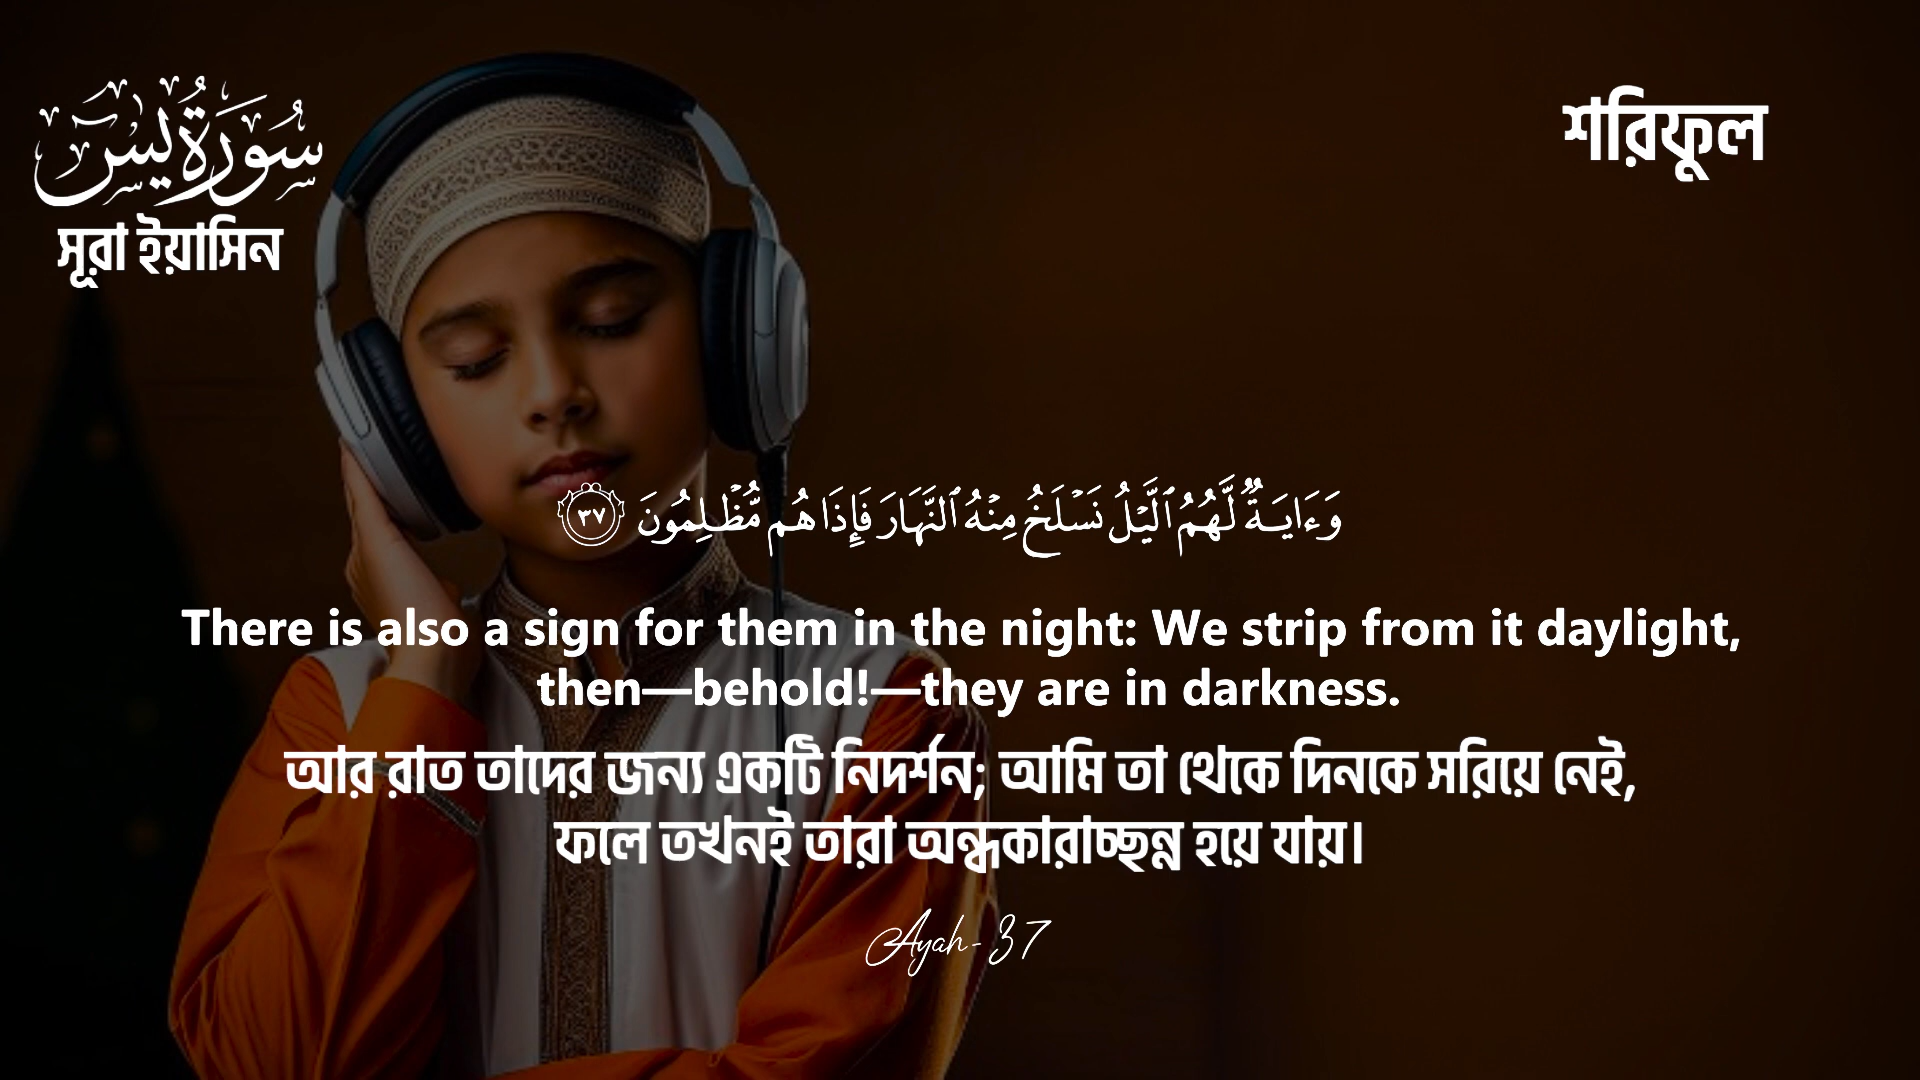 سُورَةُ يسٓ
সূরা ইয়াসিন
শরিফুল
وَءَايَةٌ لَّهُمُ ٱلَّيْلُ نَسْلَخُ مِنْهُ ٱلنَّهَارَ فَإِذَا هُم مُّظْلِمُونَ ٣٧
There is also a sign for them in the night: We strip from it daylight,
then—behold!—they are in darkness.
আর রাত তাদের জন্য একটি নিদর্শন; আমি তা থেকে দিনকে সরিয়ে নেই,
ফলে তখনই তারা অন্ধকারাচ্ছন্ন হয়ে যায়।
Ayah- 37